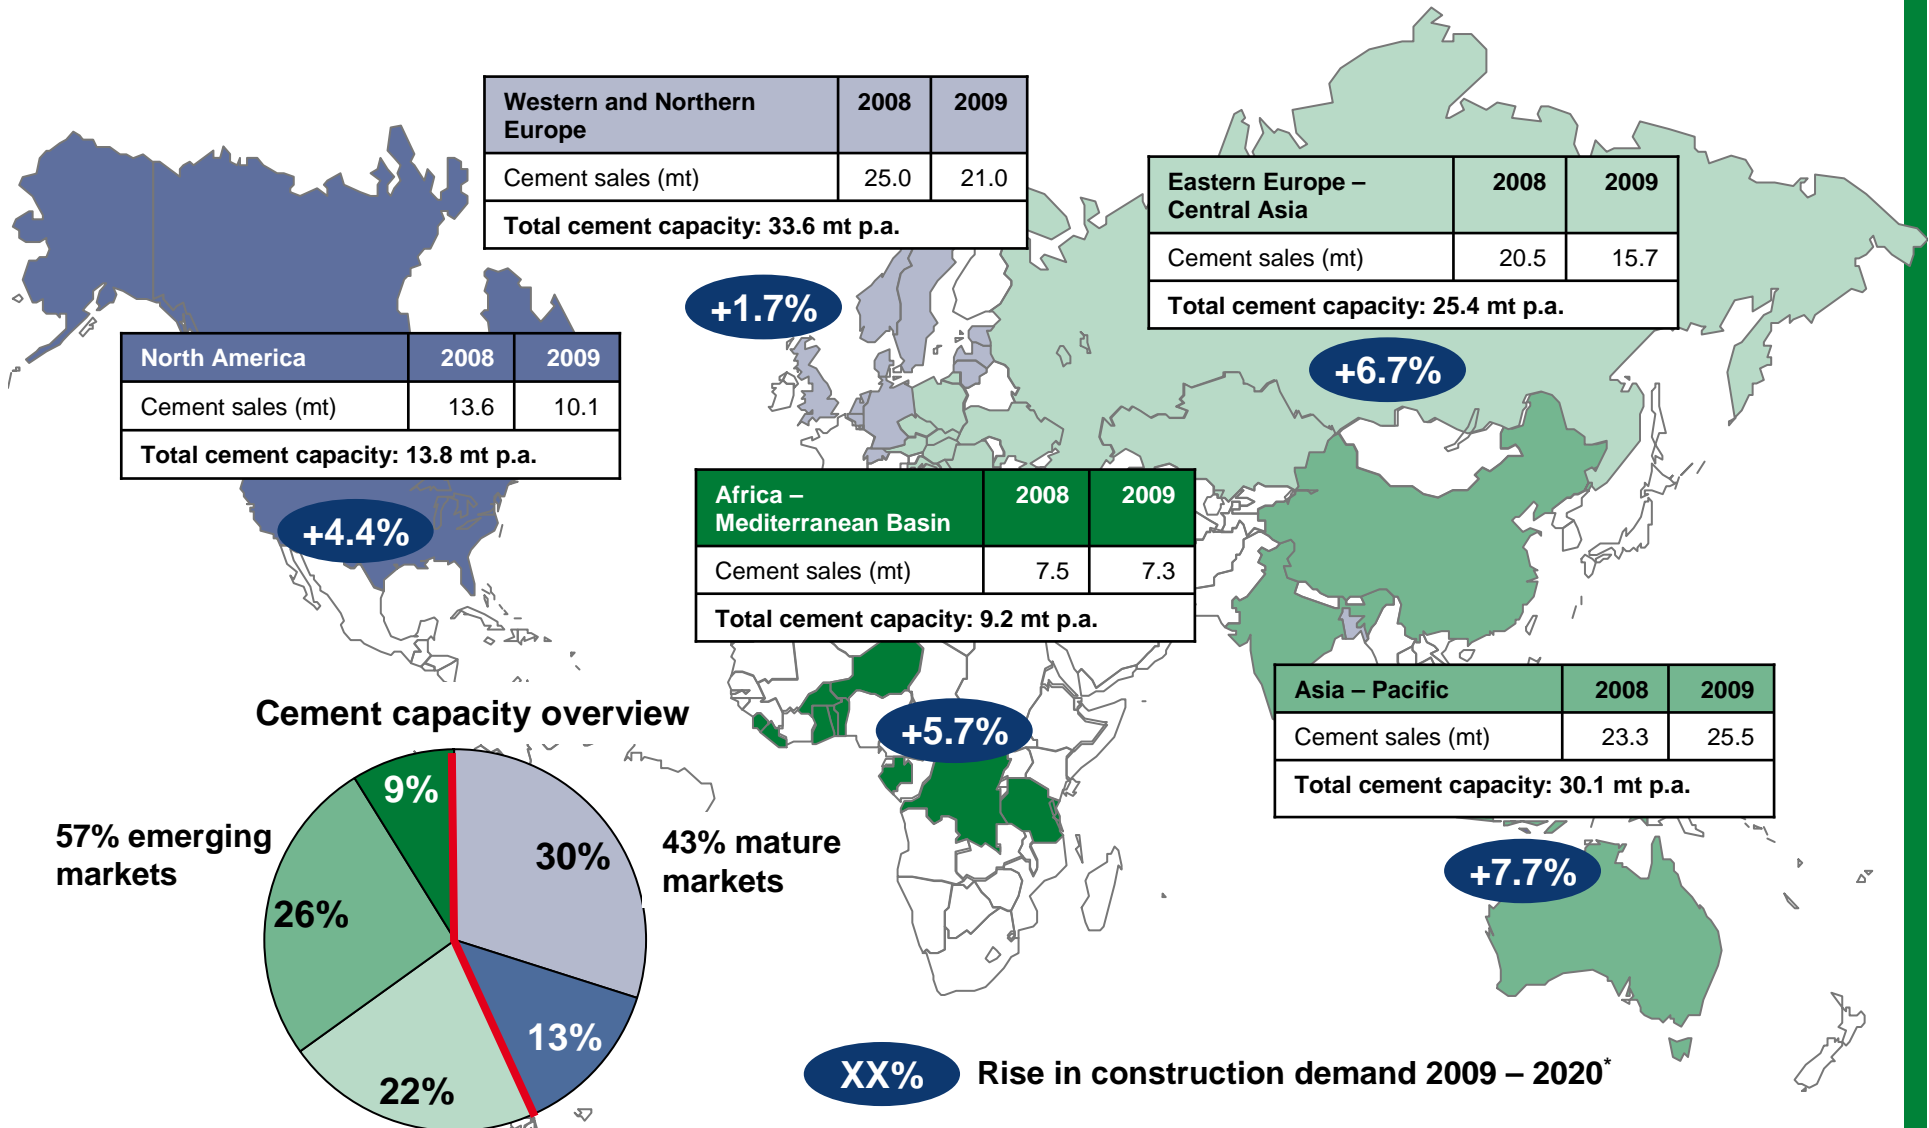 Western and Northern
Europe
2008 2009
Cement sales (mt) 25.0 21.0
Total cement capacity: 33.6 mt p.a.
Eastern Europe –
Central Asia
2008 2009
Cement sales (mt) 20.5 15.7
Total cement capacity: 25.4 mt p.a.
+1.7%
+6.7%
North America 2008 2009
Cement sales (mt) 13.6 10.1
Total cement capacity: 13.8 mt p.a.
+4.4%
Africa –
Mediterranean Basin
2008 2009
Cement sales (mt) 7.5 7.3
Total cement capacity: 9.2 mt p.a.
+5.7%
Asia – Pacific 2008 2009
Cement sales (mt) 23.3 25.5
Total cement capacity: 30.1 mt p.a.
+7.7%
Cement capacity overview
9%
30%
57% emerging
markets
43% mature
markets
26%
13%
22%
XX% Rise in construction demand 2009 – 2020*